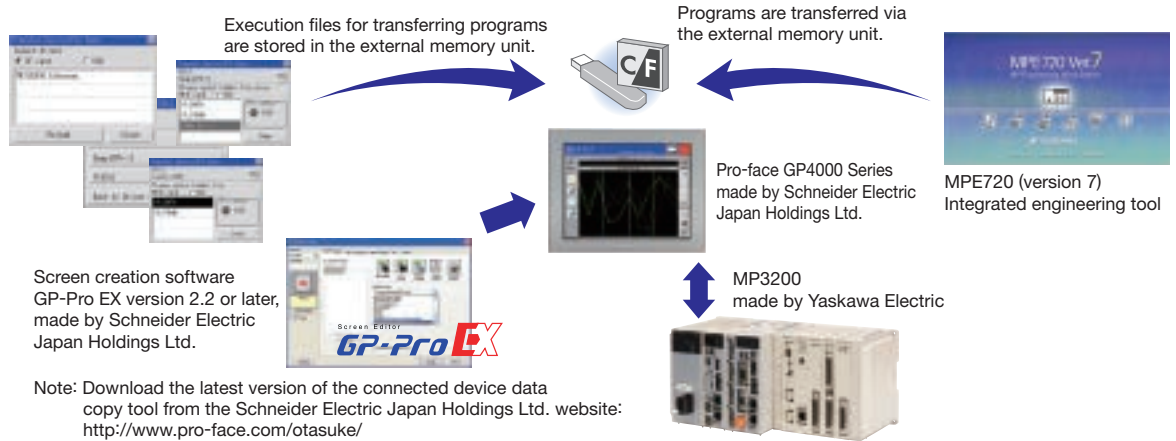 Execution files for transferring programs
are stored in the external memory unit.
Programs are transferred via
the external memory unit.
CF
MPE720 Ver.7
Pro-face GP4000 Series
made by Schneider Electric
Japan Holdings Ltd.
MPE720 (version 7)
Integrated engineering tool
Screen creation software
GP-Pro EX version 2.2 or later,
made by Schneider Electric
Japan Holdings Ltd.
Screen Editor
GP-Pro EX
MP3200
made by Yaskawa Electric
Note: Download the latest version of the connected device data
copy tool from the Schneider Electric Japan Holdings Ltd. website:
http://www.pro-face.com/otasuke/